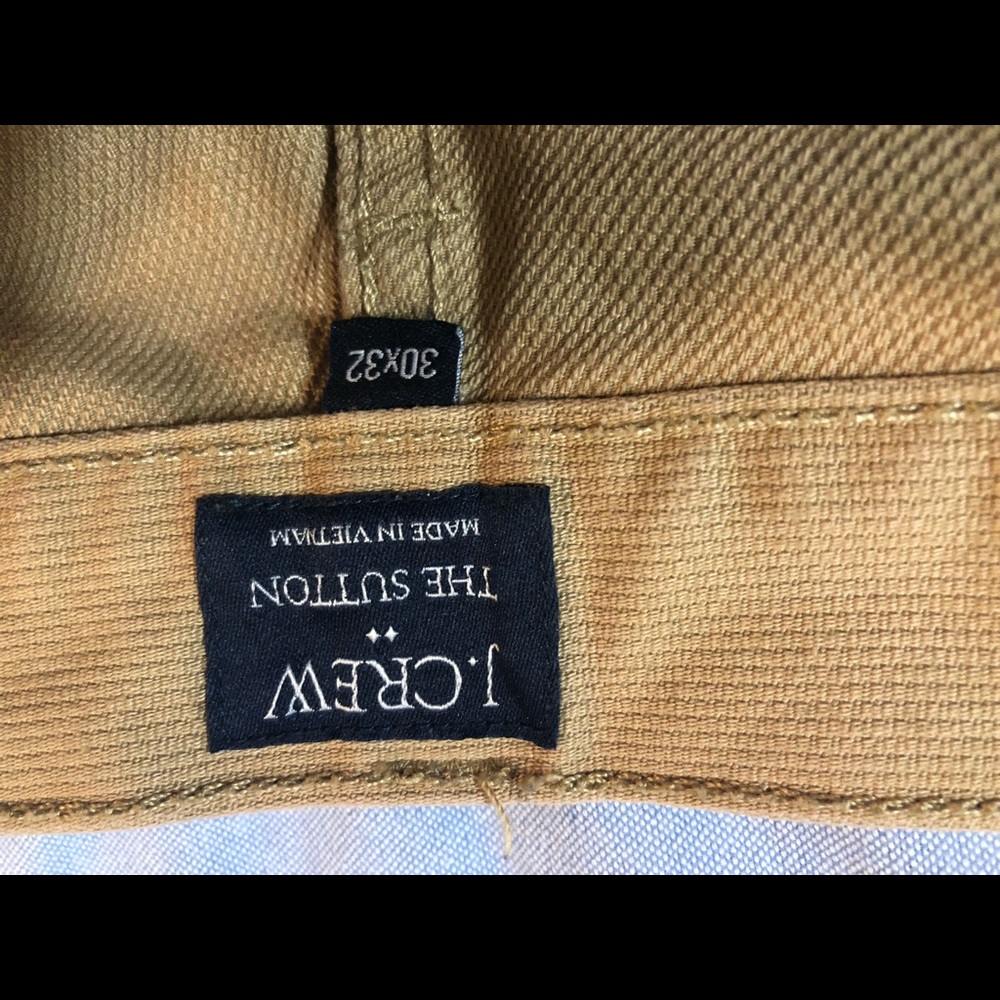 J.CREW
THE SUTTON
MADE IN VIETNAM
30x32